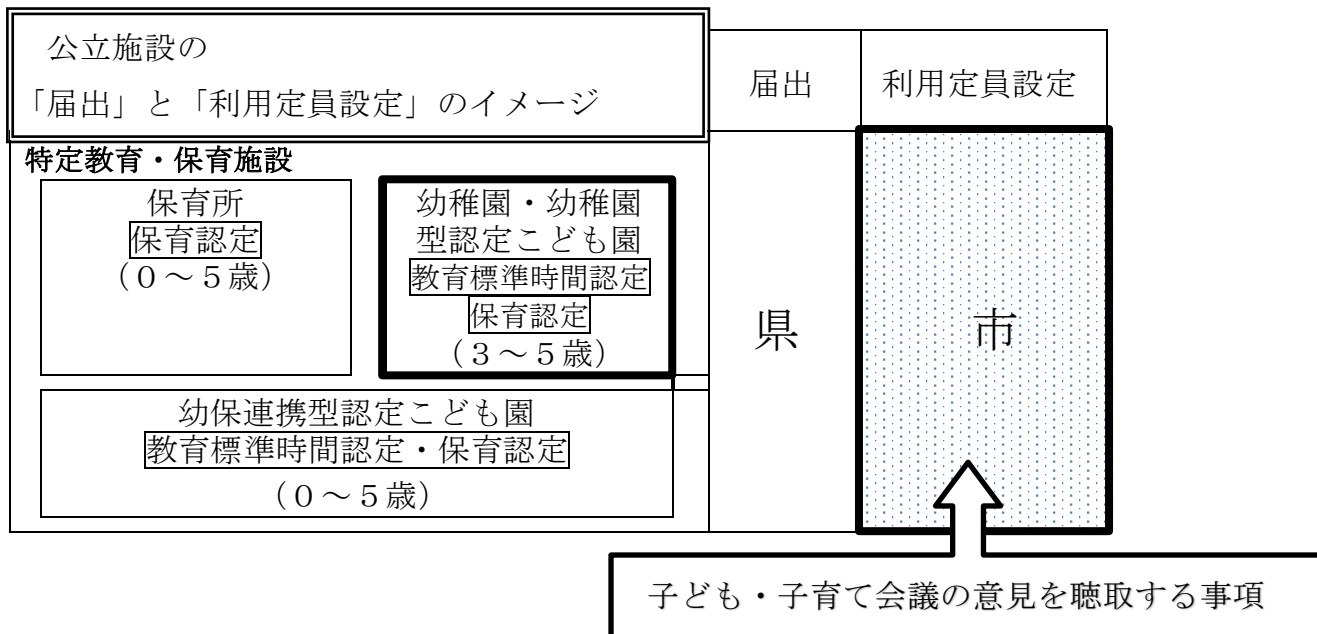 公立施設の
「届出」と「利用定員設定」のイメージ
届出
利用定員設定
特定教育・保育施設
保育所
保育認定
（０～５歳）
幼稚園・幼稚園
型認定こども園
教育標準時間認定
保育認定
（３～５歳）
幼保連携型認定こども園
教育標準時間認定・保育認定
（０～５歳）
県
市
子ども・子育て会議の意見を聴取する事項